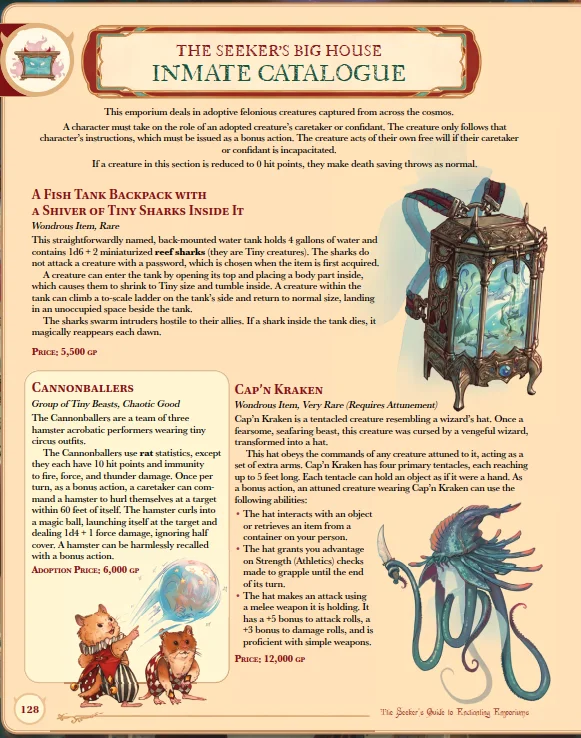 THE SEEKER'S BIG HOUSE
INMATE CATALOGUE
This emporium deals in adoptive felonious creatures captured from across the cosmos.
A character must take on the role of an adopted creature's caretaker or confidant. The creature only follows that
character's instructions, which must be issued as a bonus action. The creature acts of their own free will if their caretaker
or confidant is incapacitated.
If a creature in this section is reduced to 0 hit points, they make death saving throws as normal.
A FISH TANK BACKPACK WITH
A SHIVER OF TINY SHARKS INSIDE IT
Wondrous Item, Rare
This straightforwardly named, back-mounted water tank holds 4 gallons of water and
contains 1d6 + 2 miniaturized reef sharks (they are Tiny creatures). The sharks do
not attack a creature with a password, which is chosen when the item is first acquired.
A creature can enter the tank by opening its top and placing a body part inside,
which causes them to shrink to Tiny size and tumble inside. A creature within the
tank can climb a to-scale ladder on the tank's side and return to normal size, landing
in an unoccupied space beside the tank.
The sharks swarm intruders hostile to their allies. If a shark inside the tank dies, it
magically reappears each dawn.
PRICE: 5,500 GP
CANNONBALLERS
Group of Tiny Beasts, Chaotic Good
The Cannonballers are a team of three
hamster acrobatic performers wearing tiny
circus outfits.
The Cannonballers use rat statistics, except
they each have 10 hit points and immunity
to fire, force, and thunder damage. Once per
turn, as a bonus action, a caretaker can com-
mand a hamster to hurl themselves at a target
within 60 feet of itself. The hamster curls into
a magic ball, launching itself at the target and
dealing 1d4 + 1 force damage, ignoring half
cover. A hamster can be harmlessly recalled
with a bonus action.
ADOPTION PRICE: 6,000 GP
CAP'N KRAKEN
Wondrous Item, Very Rare (Requires Attunement)
Cap'n Kraken is a tentacled creature resembling a wizard's hat. Once a
fearsome, seafaring beast, this creature was cursed by a vengeful wizard,
transformed into a hat.
This hat obeys the commands of any creature attuned to it, acting as a
set of extra arms. Cap'n Kraken has four primary tentacles, each reaching
up to 5 feet long. Each tentacle can hold an object as if it were a hand. As
a bonus action, an attuned creature wearing Cap'n Kraken can use the
following abilities:
• The hat interacts with an object
or retrieves an item from a
container on your person.
• The hat grants you advantage
on Strength (Athletics) checks
made to grapple until the end
of its turn.
• The hat makes an attack using
a melee weapon it is holding. It
has a +5 bonus to attack rolls, a
+3 bonus to damage rolls, and is
proficient with simple weapons.
PRICE: 12,000 GP
128
The Seeker's Guide to Enchanting Emporiums